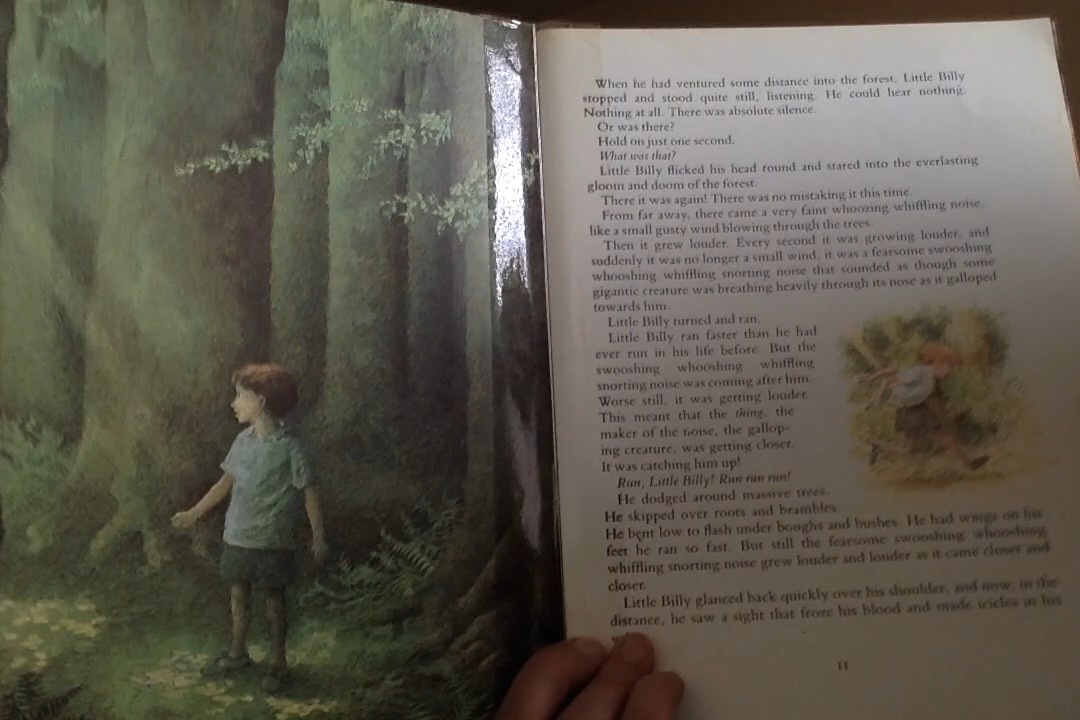 When he had ventured some distance into the forest, Little Billy
stopped and stood quite still, listening. He could hear nothing.
Nothing at all. There was absolute silence.
Or was there?
Hold on just one second.
What was that?
Little Billy flicked his head round and stared into the everlasting
gloom and doom of the forest.
There it was again! There was no mistaking it this time.
From far away, there came a very faint whoozing whiffling noise,
like a small gusty wind blowing through the trees.
Then it grew louder. Every second it was growing louder, and
suddenly it was no longer a small wind, it was a fearsome swooshing
whooshing whiffling snorting noise that sounded as though some
gigantic creature was breathing heavily through its nose as it galloped
towards him.
Little Billy turned and ran.
Little Billy ran faster than he had
ever run in his life before. But the
swooshing whooshing whiffling
snorting noise was coming after him.
Worse still, it was getting louder.
This meant that the thing, the
maker of the noise, the gallop-
ing creature, was getting closer.
It was catching him up!
Run, Little Billy! Run run run!
He dodged around massive trees.
He skipped over roots and brambles.
He bent low to flash under boughs and bushes. He had wings on his
feet he ran so fast. But still the fearsome swooshing whooshing
whiffling snorting noise grew louder and louder as it came closer and
closer.
Little Billy glanced back quickly over his shoulder, and now, in the
distance, he saw a sight that froze his blood and made icicles in his
11